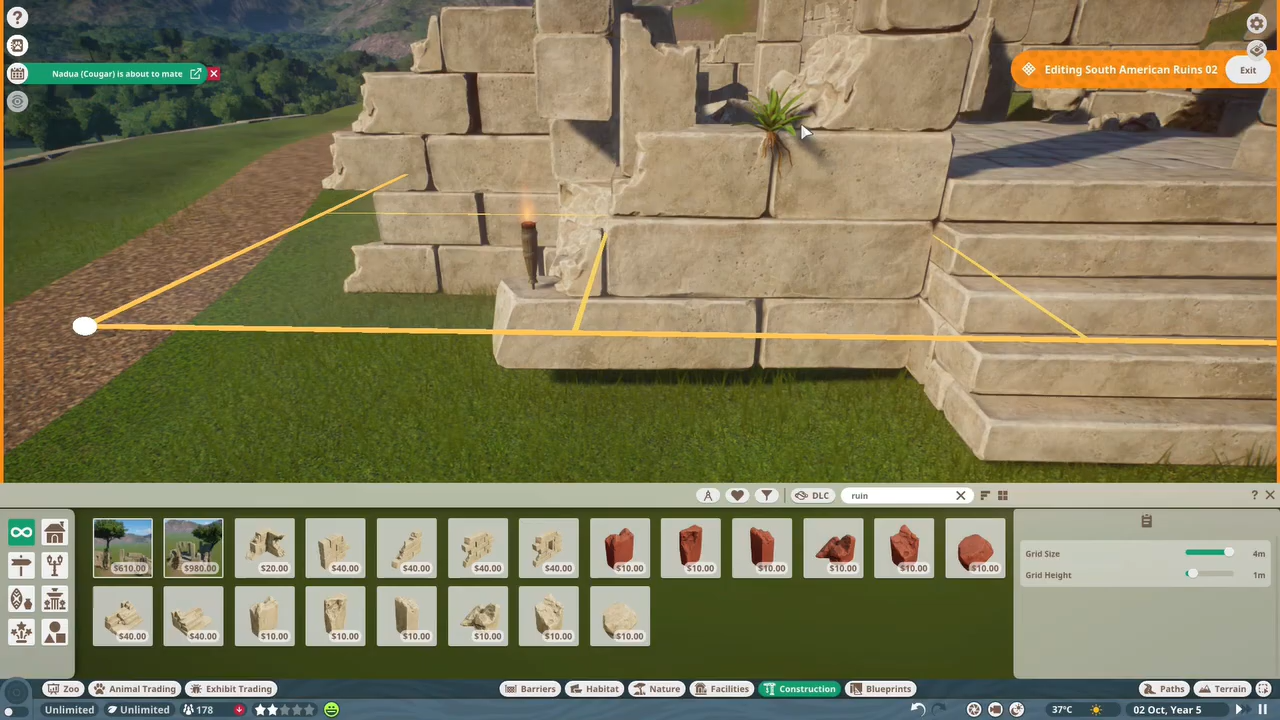 ?
Nadua (Cougar) is about to mate
Editing South American Ruins 02
Exit
DLC
ruin
?
$610.00
$980.00
$20.00
$40.00
$40.00
$40.00
$40.00
$10.00
$10.00
$10.00
$10.00
$10.00
$10.00
$40.00
$40.00
$10.00
$10.00
$10.00
$10.00
$10.00
$10.00
Grid Size
4m
Grid Height
1m
Zoo
Animal Trading
Exhibit Trading
Barriers
Habitat
Nature
Facilities
Construction
Blueprints
Paths
Terrain
Unlimited
Unlimited
178
37°C
02 Oct, Year 5